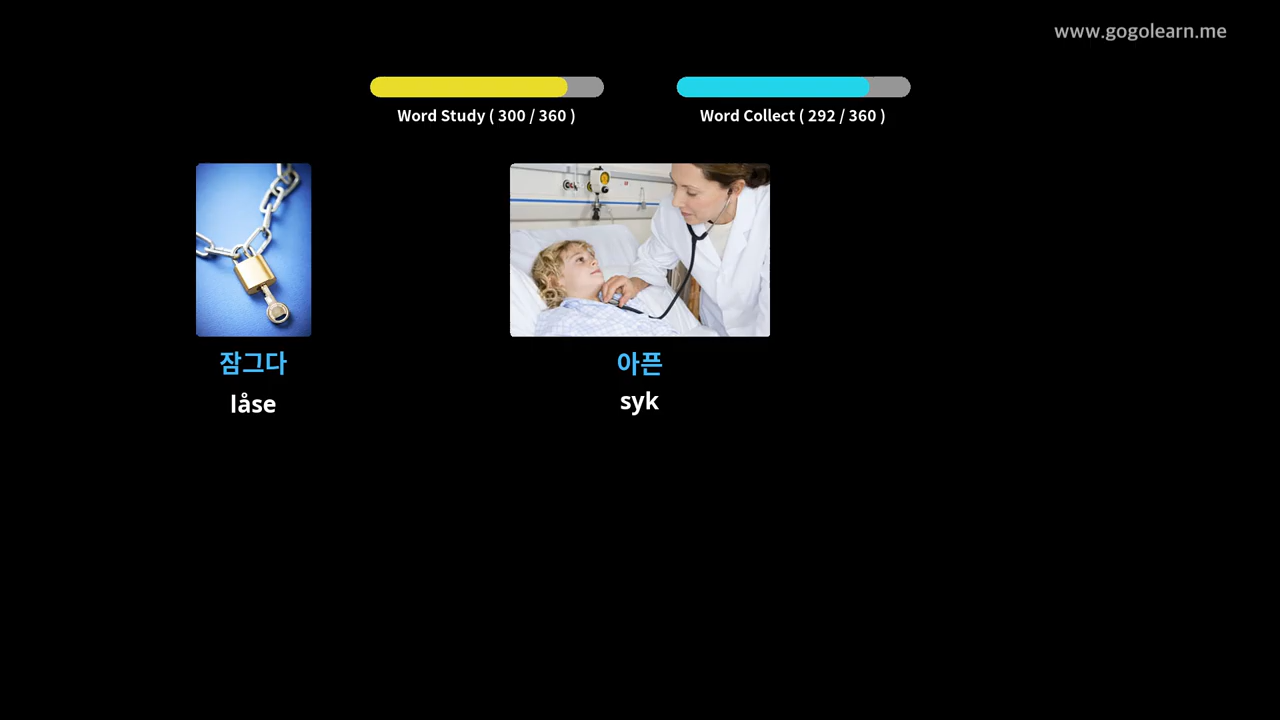 www.gogolearn.me
Word Study ( 300 / 360 )
Word Collect ( 292 / 360 )
잠그다
låse
아픈
syk